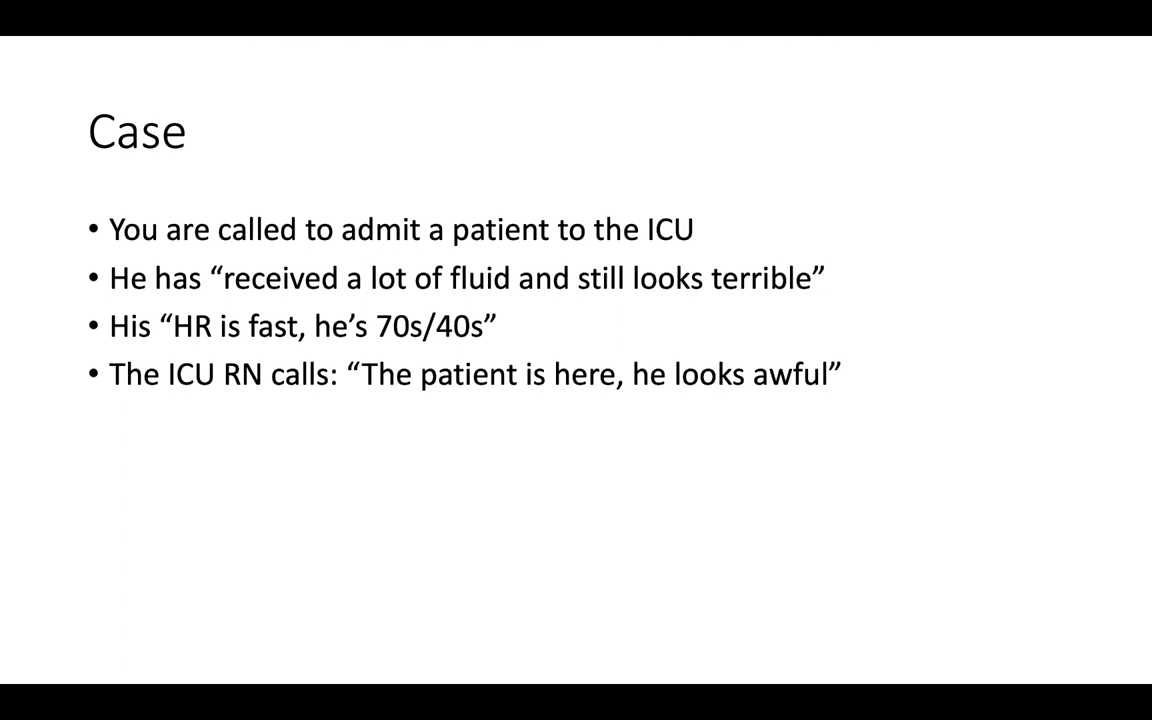 Case
• You are called to admit a patient to the ICU
• He has “received a lot of fluid and still looks terrible”
• His “HR is fast, he’s 70s/40s”
• The ICU RN calls: “The patient is here, he looks awful”